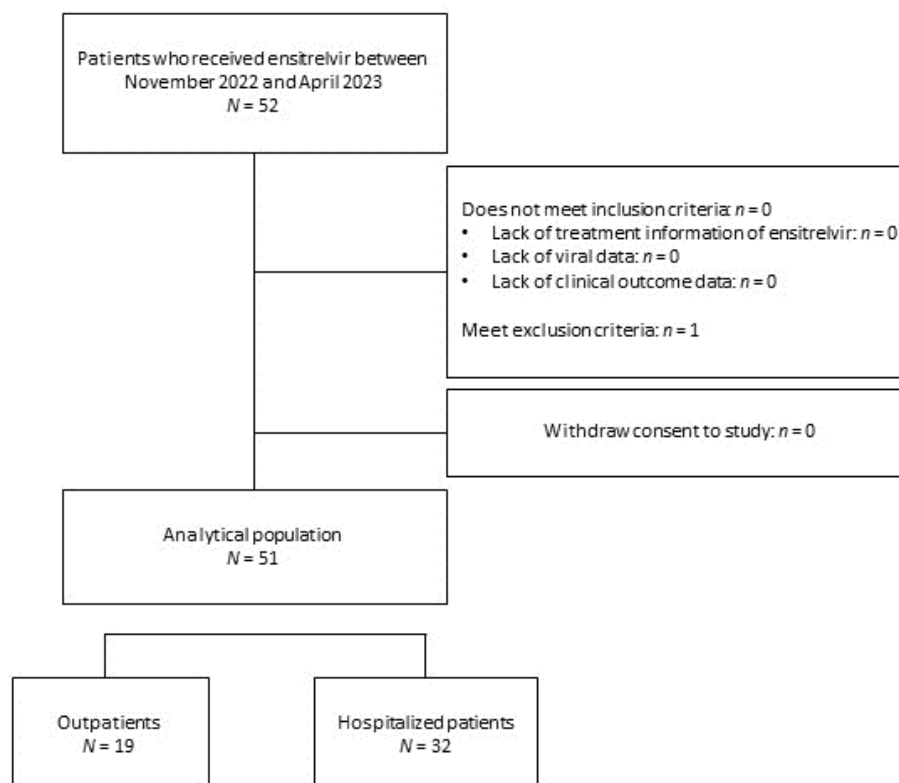 Patients who received ensitrelvir between
November 2022 and April 2023
N = 52
Does not meet inclusion criteria: n = 0
• Lack of treatment information of ensitrelvir: n = 0
• Lack of viral data: n = 0
• Lack of clinical outcome data: n = 0
Meet exclusion criteria: n = 1
Withdraw consent to study: n = 0
Analytical population
N = 51
Outpatients
N = 19
Hospitalized patients
N = 32